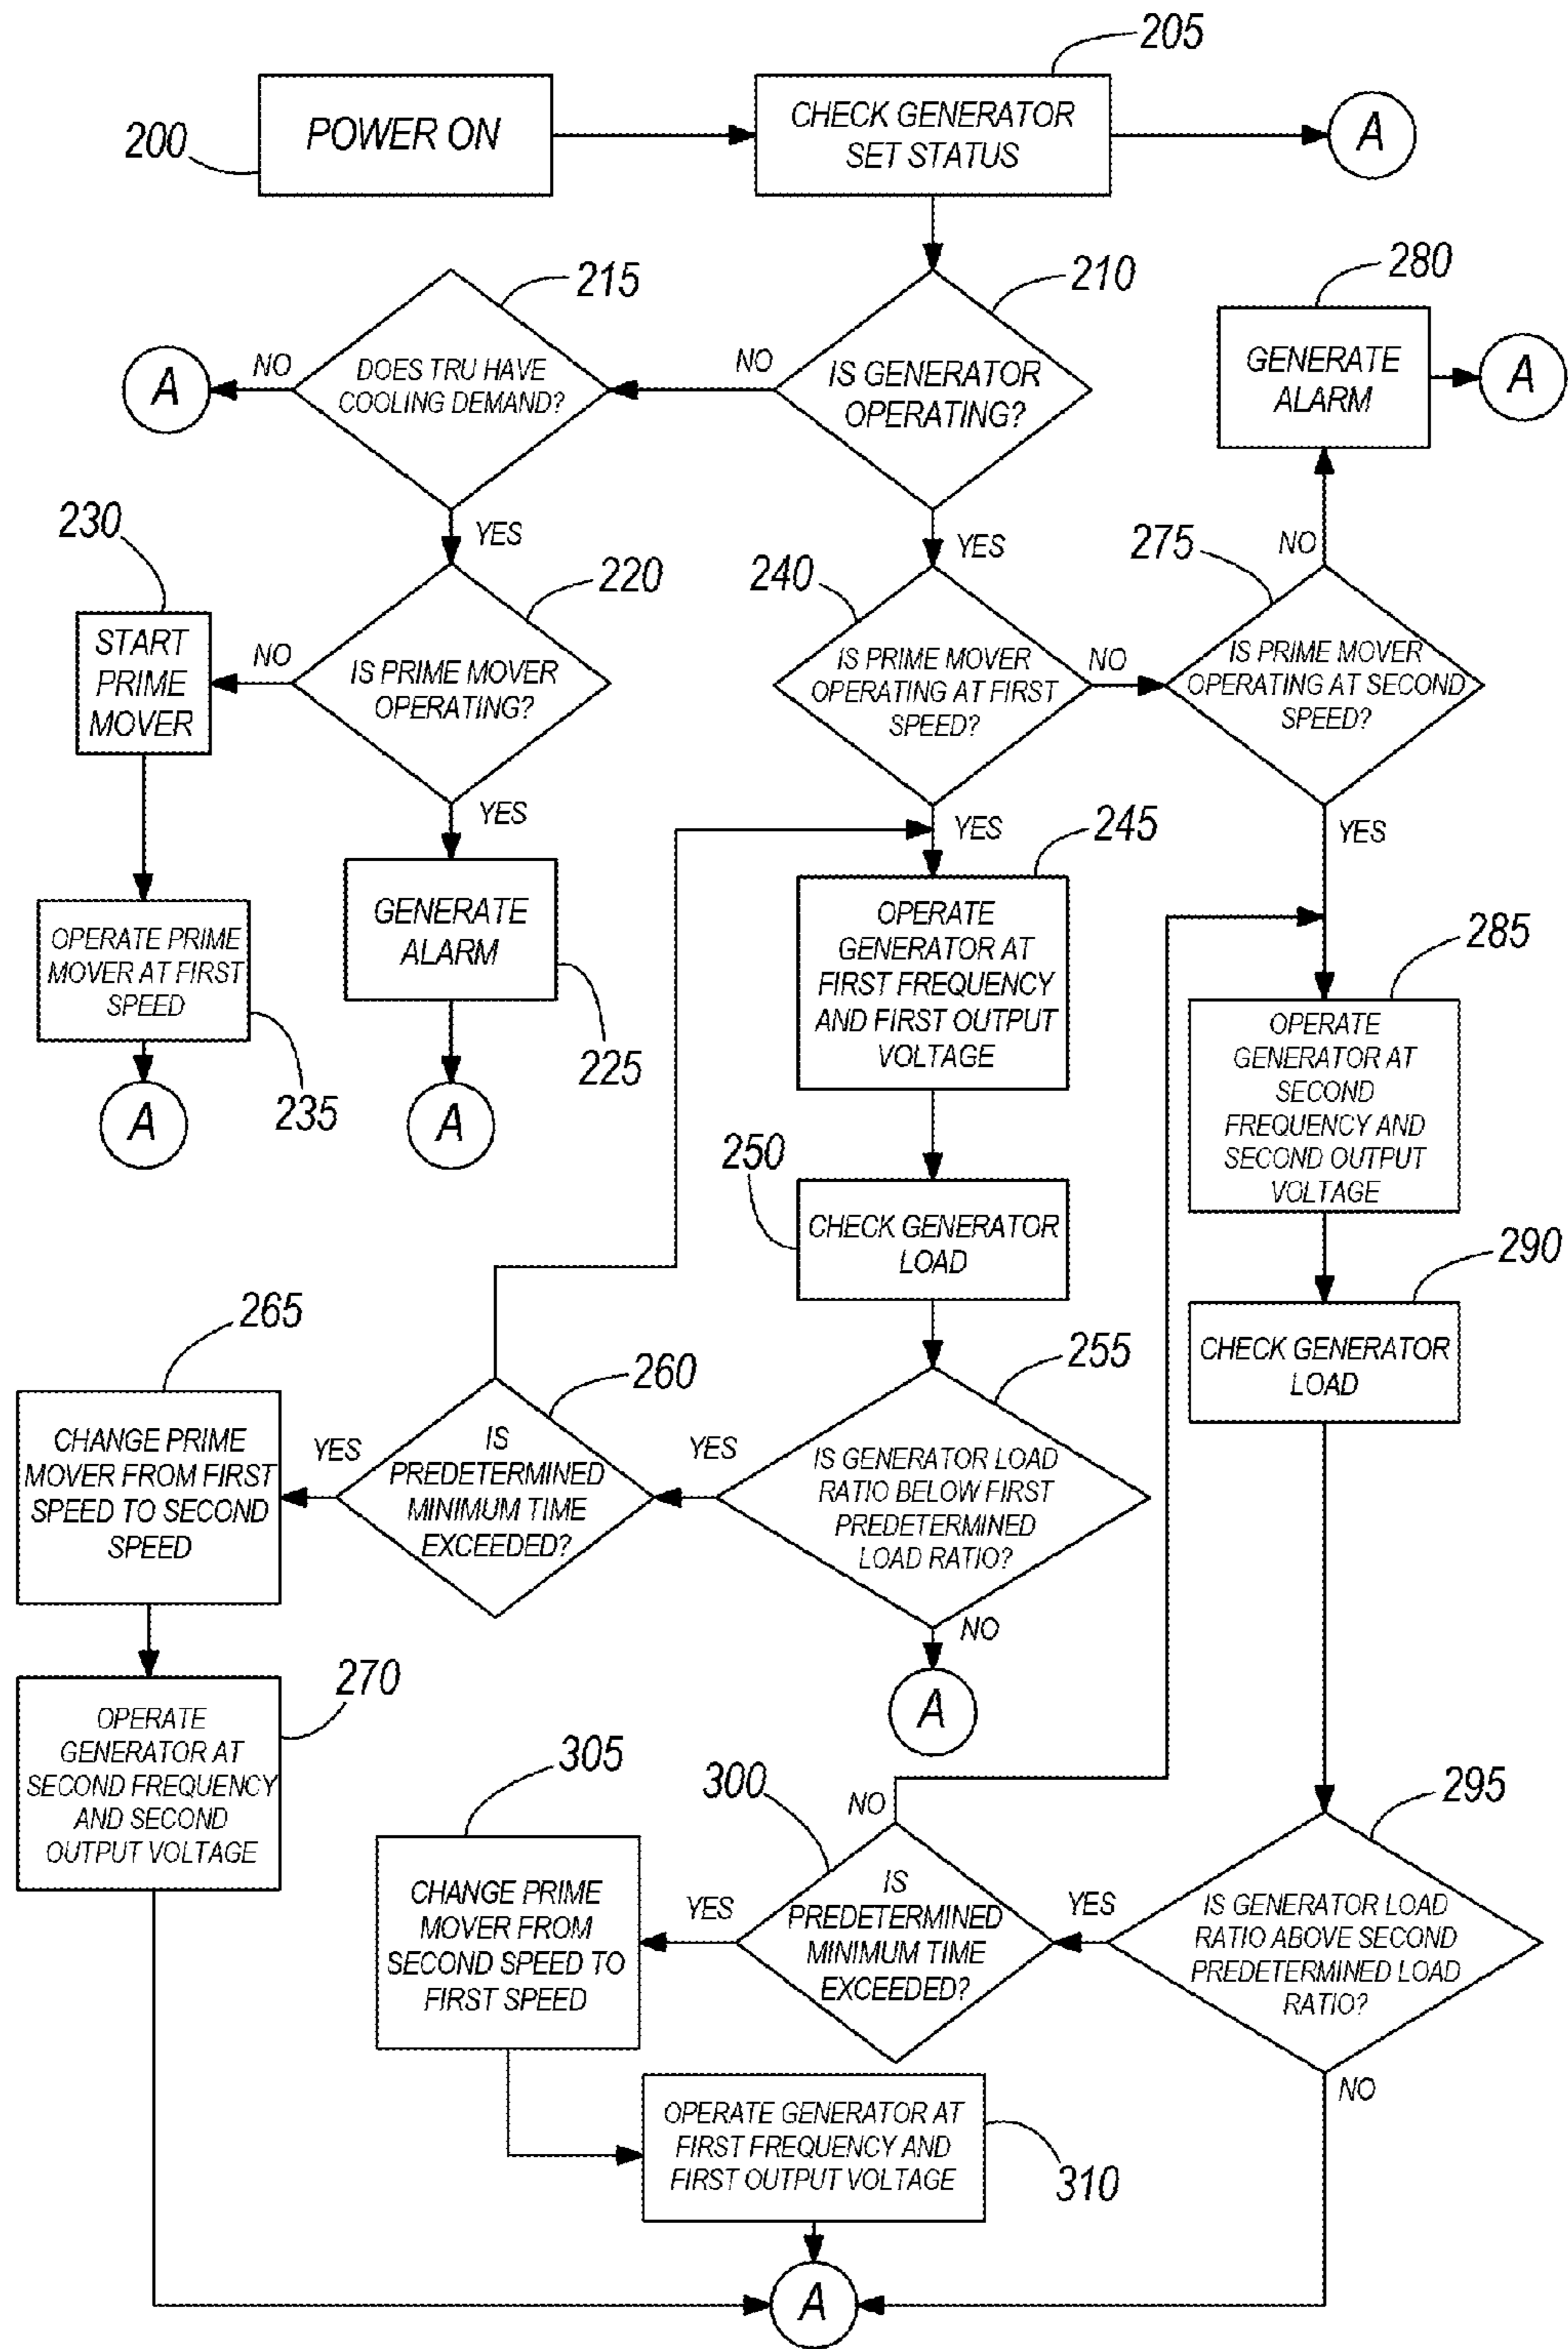 205
200
POWER ON
CHECK GENERATOR
SET STATUS
A
215
210
280
NO
DOES TRU HAVE
COOLING DEMAND?
NO
IS GENERATOR
OPERATING?
GENERATE
ALARM
A
A
YES
YES
NO
230
220
240
275
START
PRIME
MOVER
NO
IS PRIME MOVER
OPERATING?
IS PRIME MOVER
OPERATING AT FIRST
SPEED?
NO
IS PRIME MOVER
OPERATING AT SECOND
SPEED?
YES
YES
YES
245
OPERATE PRIME
MOVER AT FIRST
SPEED
GENERATE
ALARM
OPERATE
GENERATOR AT
FIRST FREQUENCY
AND FIRST OUTPUT
VOLTAGE
285
235
225
A
A
OPERATE
GENERATOR AT
SECOND
FREQUENCY AND
SECOND OUTPUT
VOLTAGE
250
CHECK GENERATOR
LOAD
290
CHECK GENERATOR
LOAD
265
260
255
CHANGE PRIME
MOVER FROM FIRST
SPEED TO SECOND
SPEED
YES
IS
PREDETERMINED
MINIMUM TIME
EXCEEDED?
YES
IS GENERATOR LOAD
RATIO BELOW FIRST
PREDETERMINED
LOAD RATIO?
NO
A
270
OPERATE
GENERATOR AT
SECOND FREQUENCY
AND SECOND
OUTPUT VOLTAGE
305
300
NO
295
CHANGE PRIME
MOVER FROM
SECOND SPEED TO
FIRST SPEED
YES
IS
PREDETERMINED
MINIMUM TIME
EXCEEDED?
YES
IS GENERATOR LOAD
RATIO ABOVE SECOND
PREDETERMINED LOAD
RATIO?
NO
OPERATE GENERATOR AT
FIRST FREQUENCY AND
FIRST OUTPUT VOLTAGE
310
A